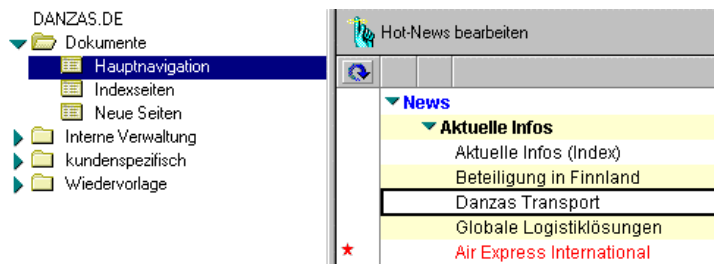 DANZAS.DE
Dokumente
Hauptnavigation
Indexseiten
Neue Seiten
Interne Verwaltung
kundenspezifisch
Wiedervorlage
Hot-News bearbeiten
News
Aktuelle Infos
Aktuelle Infos (Index)
Beteiligung in Finnland
Danzas Transport
Globale Logistiklösungen
Air Express International